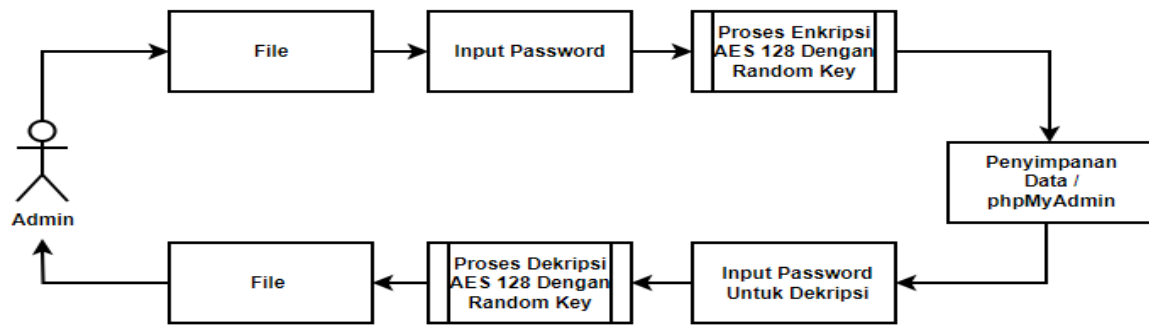 File
Input Password
Proses Enkripsi
AES 128 Dengan
Random Key
Penyimpanan
Data /
phpMyAdmin
Admin
File
Proses Dekripsi
AES 128 Dengan
Random Key
Input Password
Untuk Dekripsi